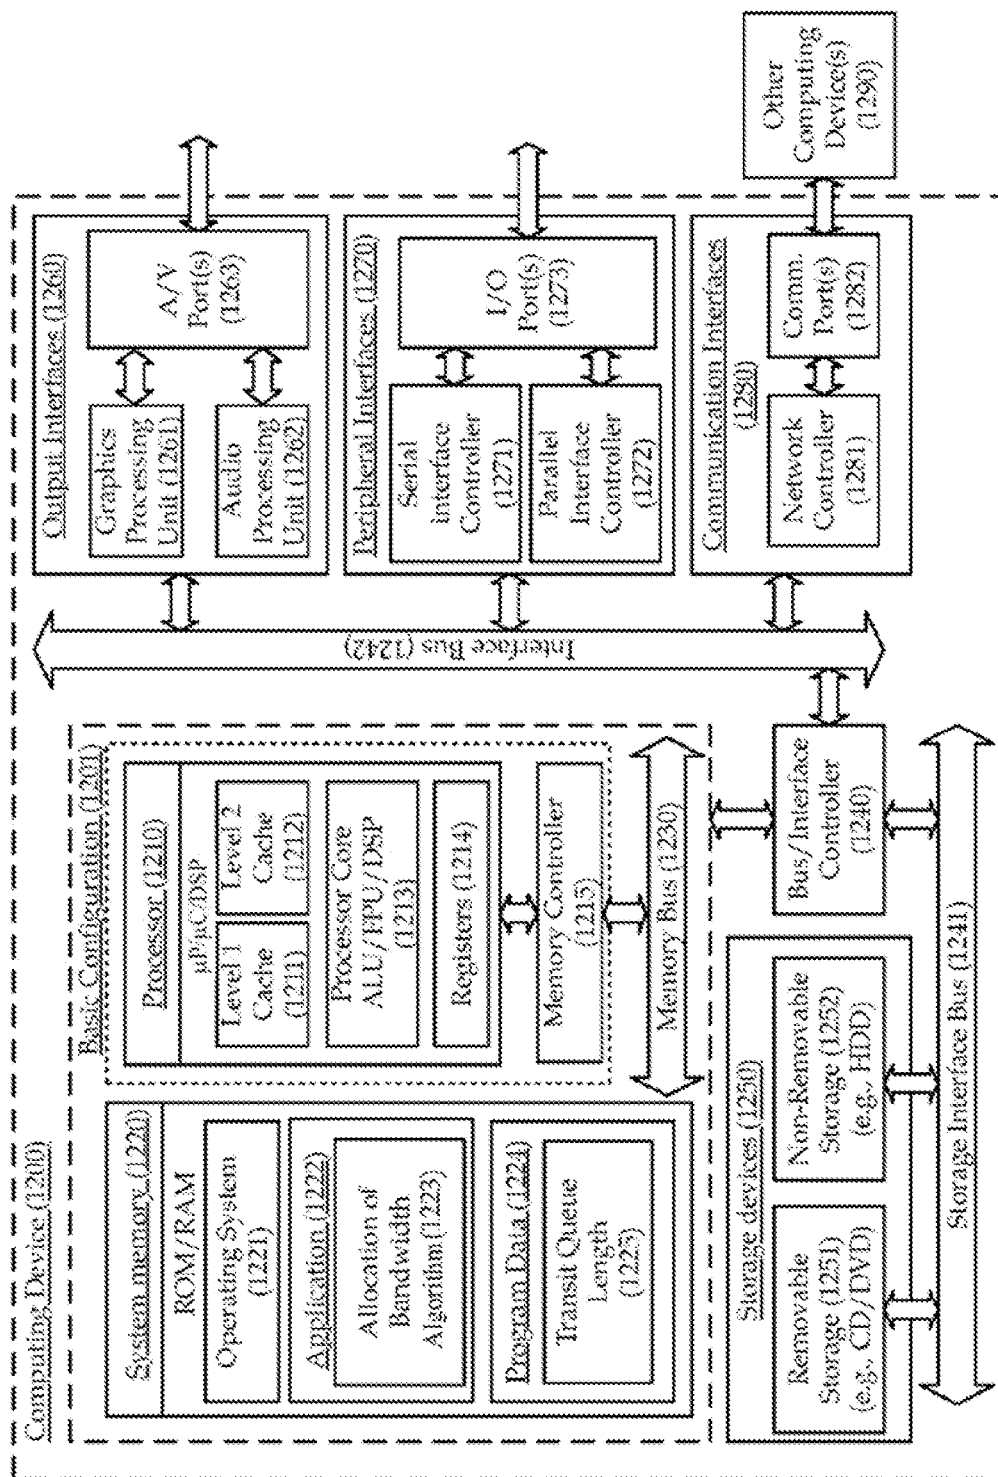 Computing Device (1200)
Basic Configuration (1201)
System memory (1220)
ROM/RAM
Operating System
(1221)
Application (1222)
Allocation of
Bandwidth
Algorithm (1223)
Program Data (1224)
Transit Queue
Length
(1225)
Processor (1210)
µP/µC/DSP
Level 1
Cache
(1211)
Level 2
Cache
(1212)
Processor Core
ALU/FPU/DSP
(1213)
Registers (1214)
Memory Controller
(1215)
Memory Bus (1230)
Storage devices (1250)
Removable
Storage (1251)
(e.g., CD/DVD)
Non-Removable
Storage (1252)
(e.g., HDD)
Bus/Interface
Controller
(1240)
Storage Interface Bus (1241)
Interface Bus (1242)
Output Interfaces (1260)
Graphics
Processing
Unit (1261)
Audio
Processing
Unit (1262)
A/V
Port(s)
(1263)
Peripheral Interfaces (1270)
Serial
Interface
Controller
(1271)
Parallel
Interface
Controller
(1272)
I/O
Port(s)
(1273)
Communication Interfaces
(1280)
Network
Controller
(1281)
Comm.
Port(s)
(1282)
Other
Computing
Device(s)
(1290)